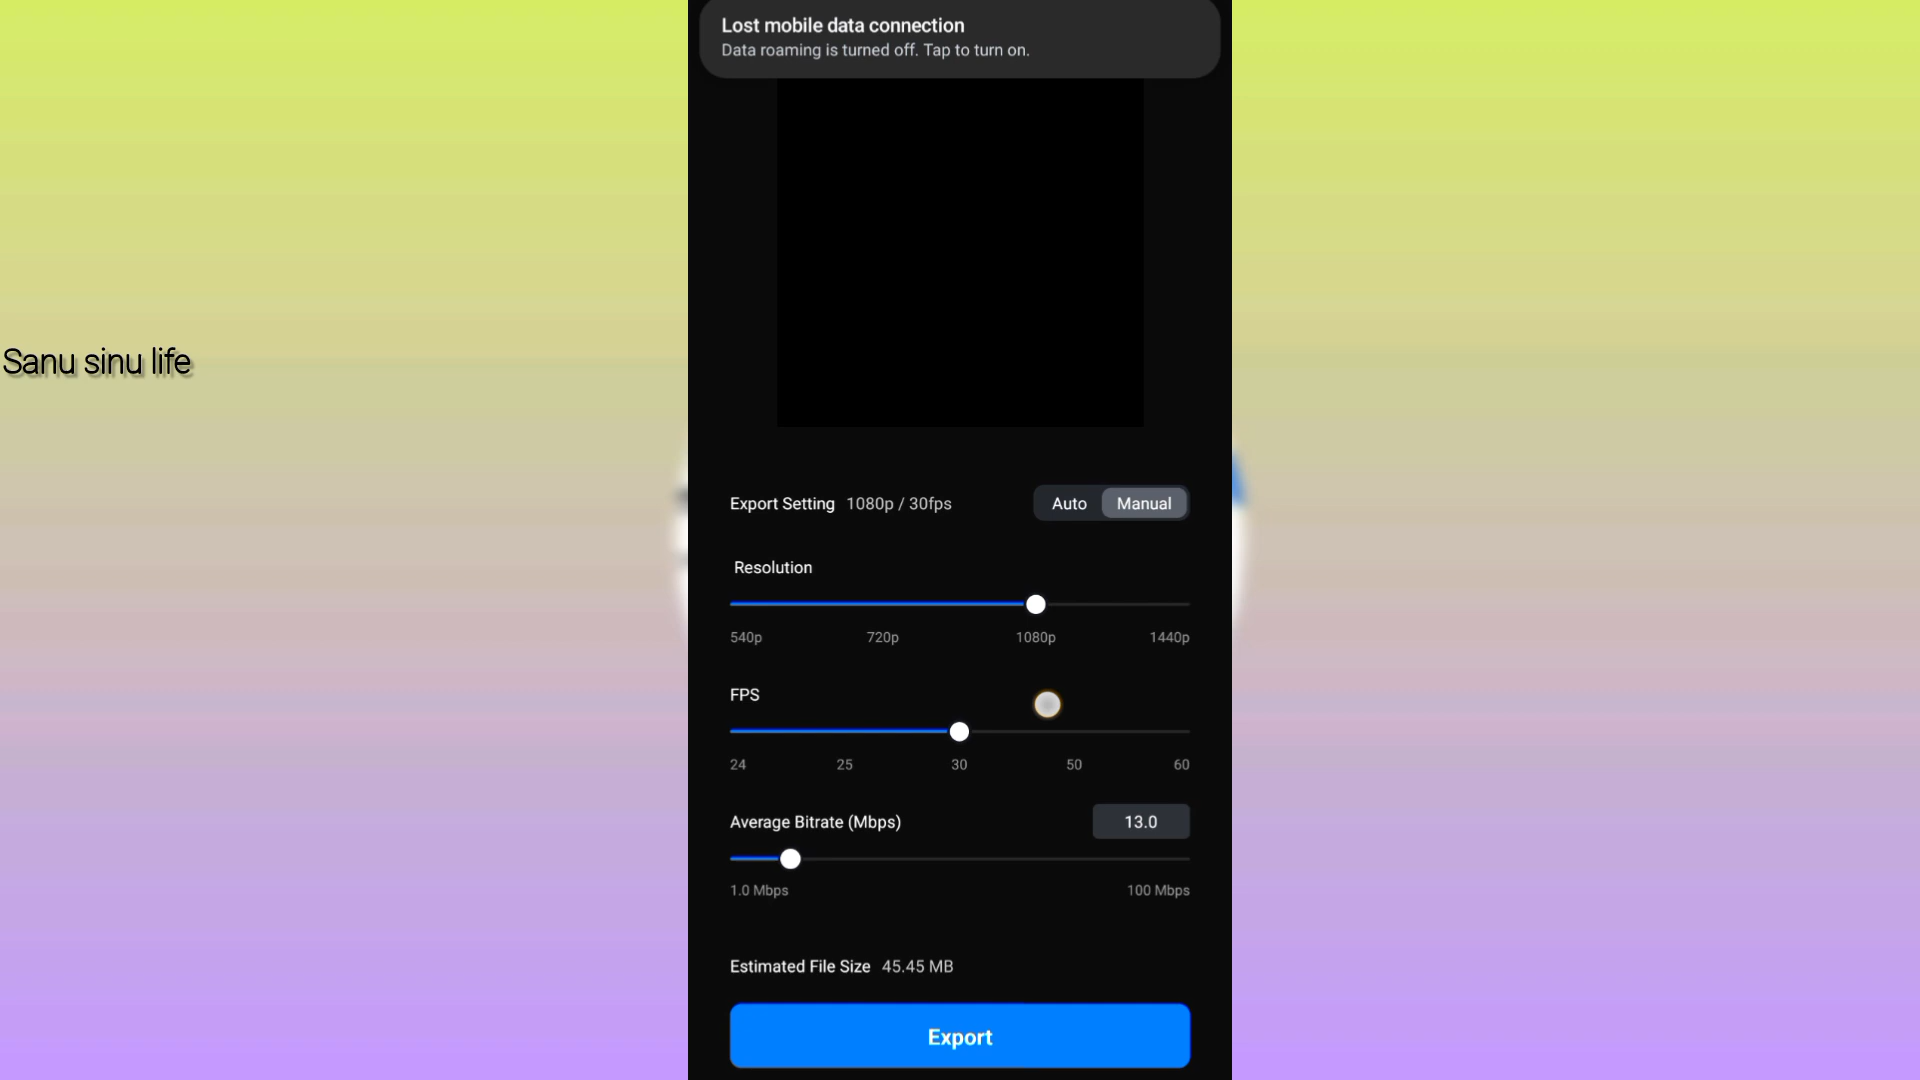 Lost mobile data connection
Data roaming is turned off. Tap to turn on.
Sanu sinu life
Export Setting 1080p / 30fps Auto Manual
Resolution
540p 720p 1080p 1440p
FPS
24 25 30 50 60
Average Bitrate (Mbps) 13.0
1.0 Mbps 100 Mbps
Estimated File Size 45.45 MB
Export